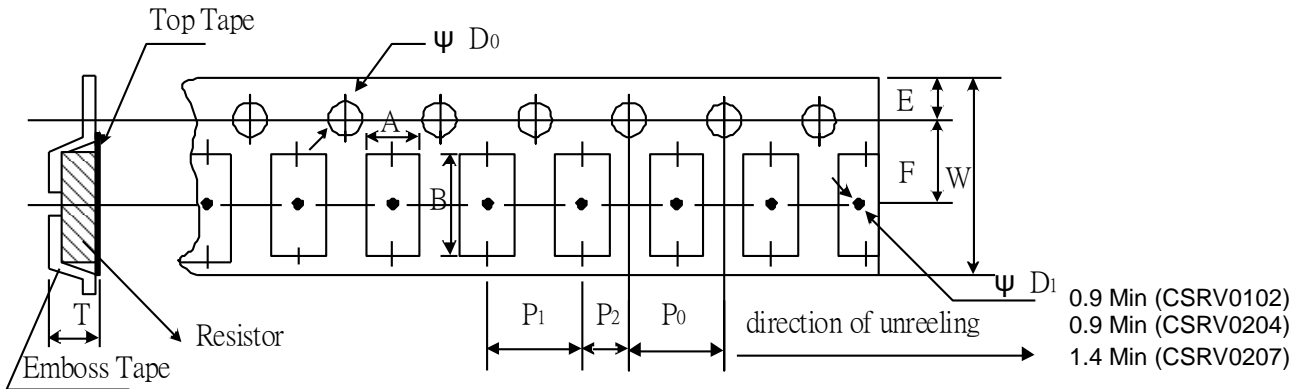 Top Tape
Ψ D0
E
A
F
W
B
Ψ D1
0.9 Min (CSRV0102)
0.9 Min (CSRV0204)
1.4 Min (CSRV0207)
T
P1
P2
P0
direction of unreeling
Resistor
Emboss Tape